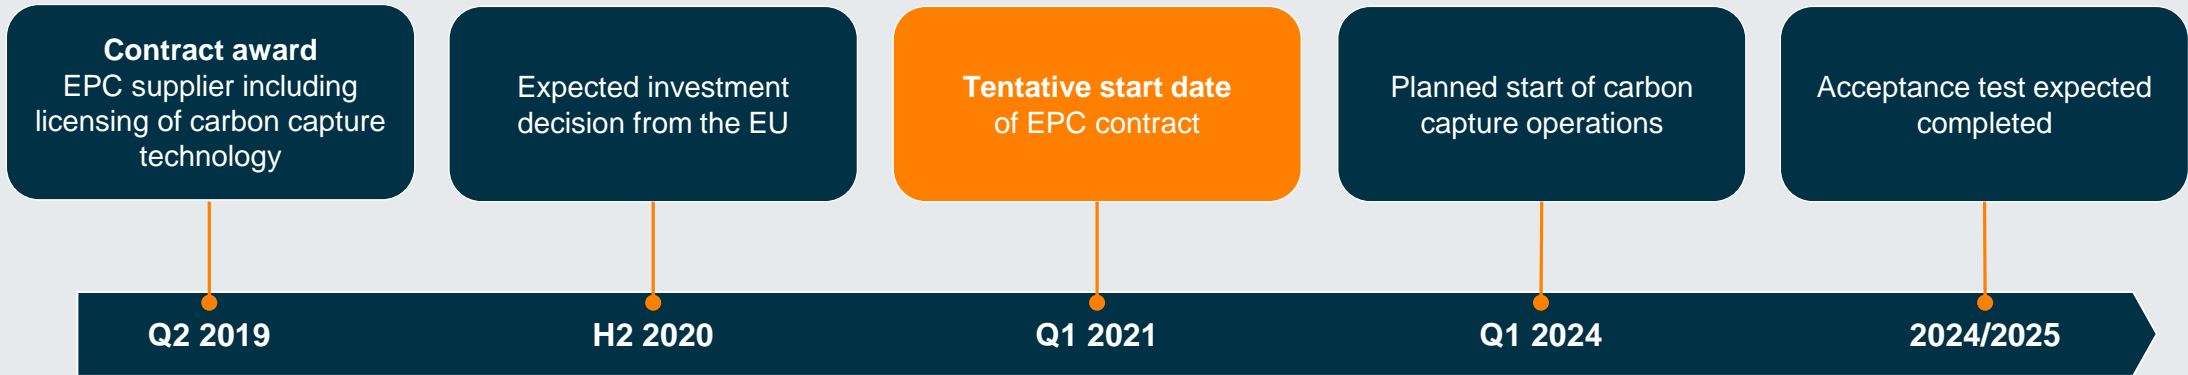 Contract award
EPC supplier including
licensing of carbon capture
technology
Expected investment
decision from the EU
Tentative start date
of EPC contract
Planned start of carbon
capture operations
Acceptance test expected
completed
Q2 2019
H2 2020
Q1 2021
Q1 2024
2024/2025